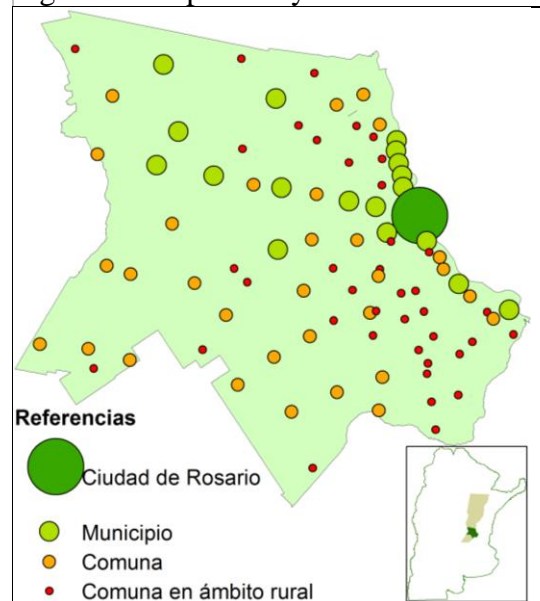 Referencias
Ciudad de Rosario
Municipio
Comuna
Comuna en ámbito rural